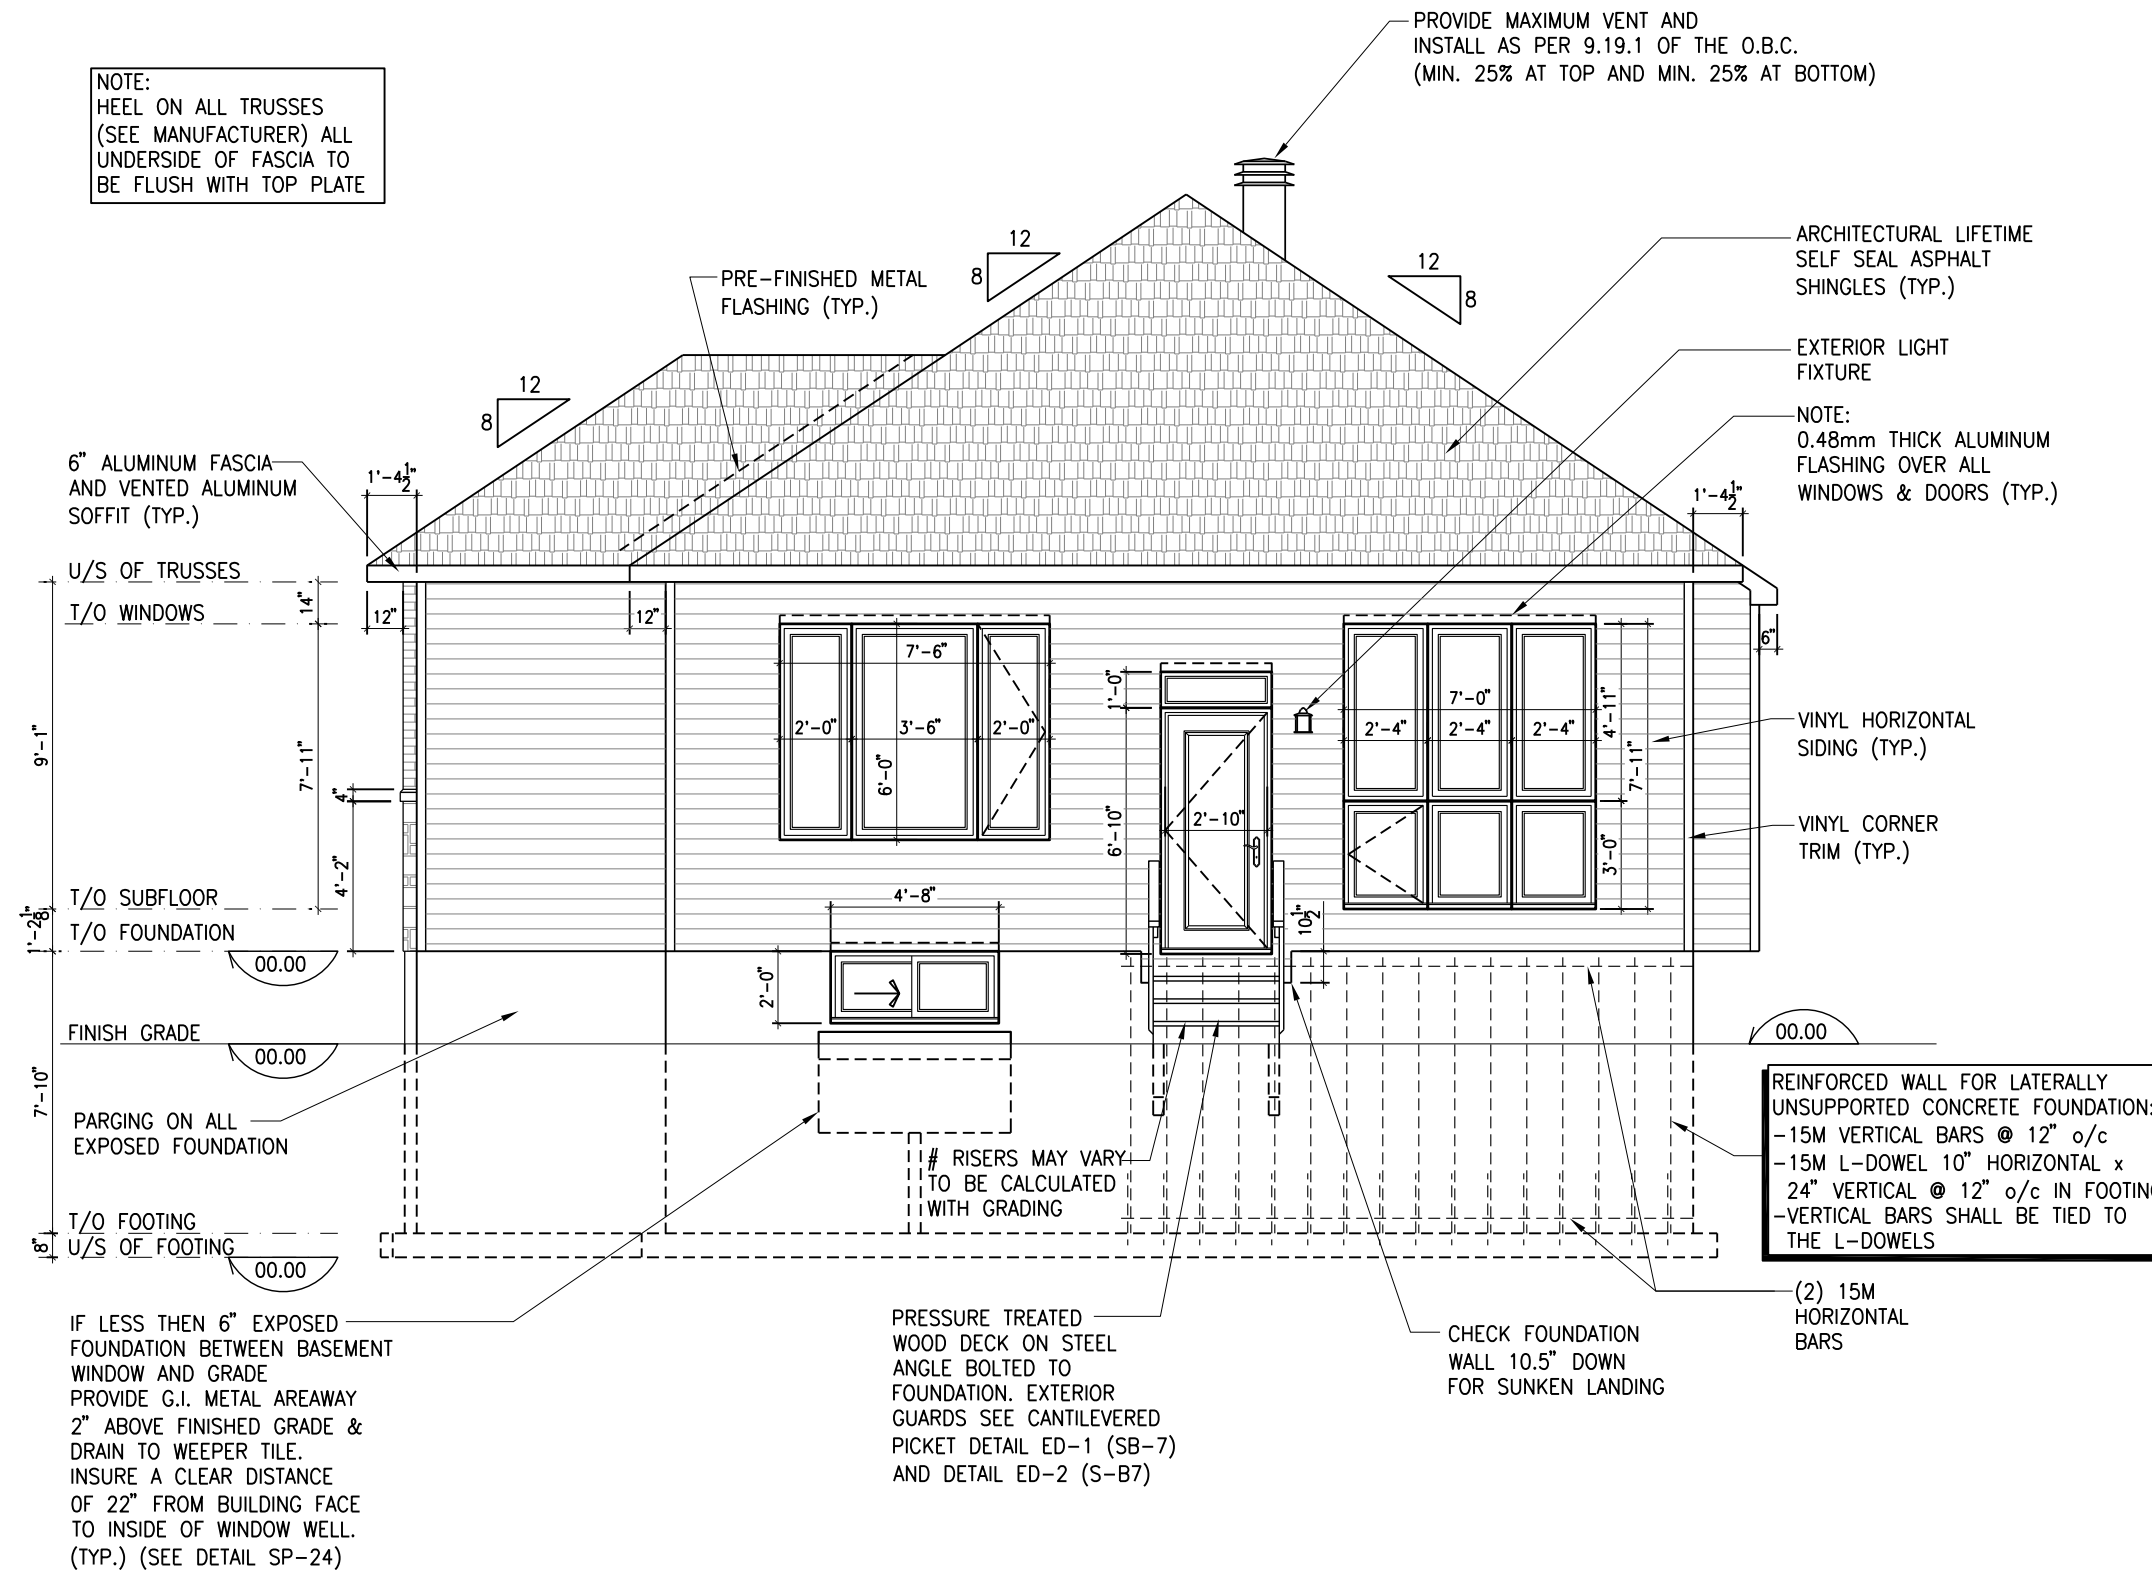 PROVIDE MAXIMUM VENT AND
INSTALL AS PER 9.19.1 OF THE O.B.C.
(MIN. 25% AT TOP AND MIN. 25% AT BOTTOM)
NOTE:
HEEL ON ALL TRUSSES
(SEE MANUFACTURER) ALL
UNDERSIDE OF FASCIA TO
BE FLUSH WITH TOP PLATE
12
8
12
8
12
8
PRE-FINISHED METAL
FLASHING (TYP.)
ARCHITECTURAL LIFETIME
SELF SEAL ASPHALT
SHINGLES (TYP.)
EXTERIOR LIGHT
FIXTURE
NOTE:
0.48mm THICK ALUMINUM
FLASHING OVER ALL
WINDOWS & DOORS (TYP.)
6" ALUMINUM FASCIA
AND VENTED ALUMINUM
SOFFIT (TYP.)
1'-4½"
1'-4½"
U/S OF TRUSSES
T/O WINDOWS
14"
12"
12"
6"
9'-1"
7'-11"
4"
4'-2"
7'-6"
2'-0"
3'-6"
2'-0"
6'-0"
1'-0"
6'-10"
2'-10"
7'-0"
2'-4"
2'-4"
2'-4"
4'-11"
7'-11"
3'-0"
VINYL HORIZONTAL
SIDING (TYP.)
VINYL CORNER
TRIM (TYP.)
T/O SUBFLOOR
1'-2⅛"
T/O FOUNDATION
00.00
4'-8"
2'-0"
10½"
FINISH GRADE
00.00
00.00
7'-10"
PARGING ON ALL
EXPOSED FOUNDATION
# RISERS MAY VARY
TO BE CALCULATED
WITH GRADING
REINFORCED WALL FOR LATERALLY
UNSUPPORTED CONCRETE FOUNDATION:
-15M VERTICAL BARS @ 12" o/c
-15M L-DOWEL 10" HORIZONTAL x
24" VERTICAL @ 12" o/c IN FOOTING
-VERTICAL BARS SHALL BE TIED TO
THE L-DOWELS
T/O FOOTING
8"
U/S OF FOOTING
00.00
(2) 15M
HORIZONTAL
BARS
IF LESS THEN 6" EXPOSED
FOUNDATION BETWEEN BASEMENT
WINDOW AND GRADE
PROVIDE G.I. METAL AREAWAY
2" ABOVE FINISHED GRADE &
DRAIN TO WEEPER TILE.
INSURE A CLEAR DISTANCE
OF 22" FROM BUILDING FACE
TO INSIDE OF WINDOW WELL.
(TYP.) (SEE DETAIL SP-24)
PRESSURE TREATED
WOOD DECK ON STEEL
ANGLE BOLTED TO
FOUNDATION. EXTERIOR
GUARDS SEE CANTILEVERED
PICKET DETAIL ED-1 (SB-7)
AND DETAIL ED-2 (S-B7)
CHECK FOUNDATION
WALL 10.5" DOWN
FOR SUNKEN LANDING